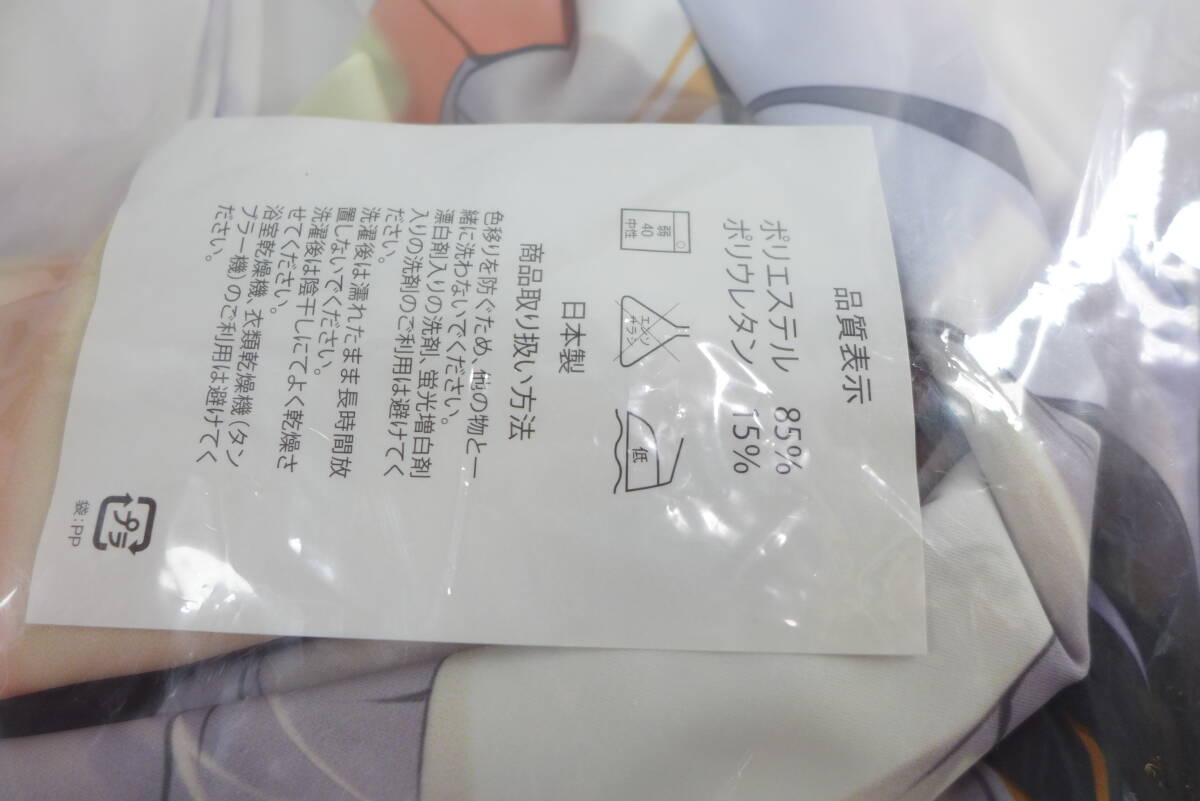 品質表示
ポリエステル 85%
ポリウレタン 15%
弱
40
中性
エンソ
サラシ
低
日本製
商品取り扱い方法
色移りを防ぐため、他の物と一
緒に洗わないでください。
漂白剤入りの洗剤、蛍光増白剤
入りの洗剤のご利用は避けてく
ださい。
洗濯後は濡れたまま長時間放
置しないでください。
洗濯後は陰干しにてよく乾燥さ
せてください。
浴室乾燥機、衣類乾燥機(タン
ブラー機)のご利用は避けてく
ださい。
プラ
袋:PP